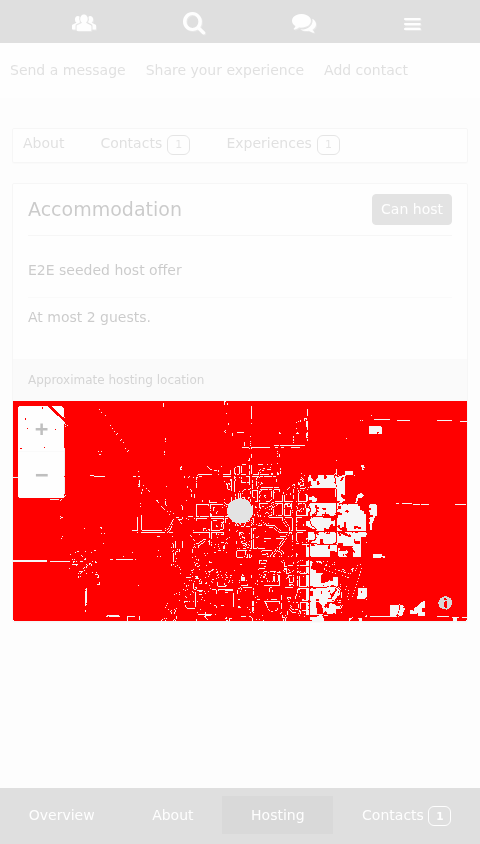 Send a message Share your experience Add contact
About Contacts 1 Experiences 1
Accommodation Can host
E2E seeded host offer
At most 2 guests.
Approximate hosting location
+
−
Overview About Hosting Contacts 1